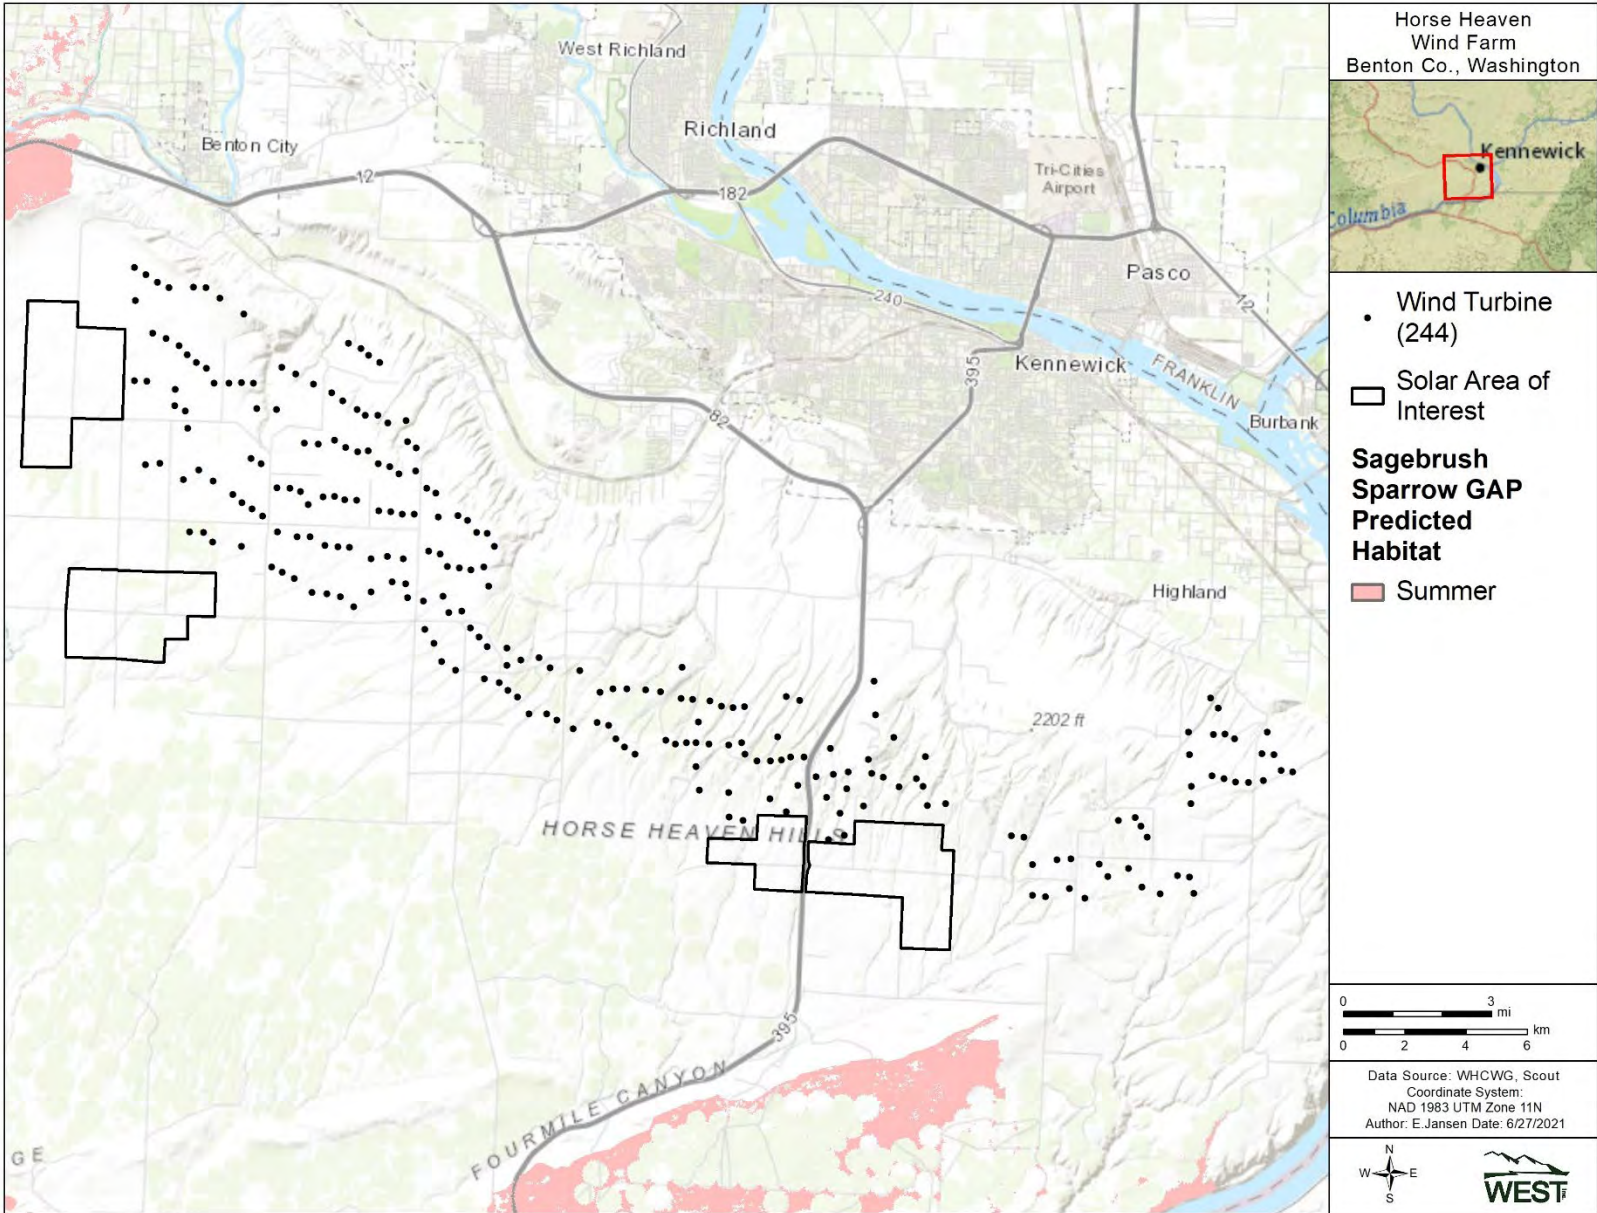 Horse Heaven
Wind Farm
Benton Co., Washington
Kennewick
Columbia
Wind Turbine
(244)
Solar Area of
Interest
Sagebrush
Sparrow GAP
Predicted
Habitat
Summer
0 3
mi
km
0 2 4 6
Data Source: WHCWG, Scout
Coordinate System:
NAD 1983 UTM Zone 11N
Author: E.Jansen Date: 6/27/2021
N
W E
S
WEST
West Richland
Richland
Benton City
12
182
Tri-Cities
Airport
Pasco
240
12
395
Kennewick
FRANKLIN
82
Burbank
Highland
2202 ft
HORSE HEAVEN HILLS
395
FOURMILE CANYON
GE